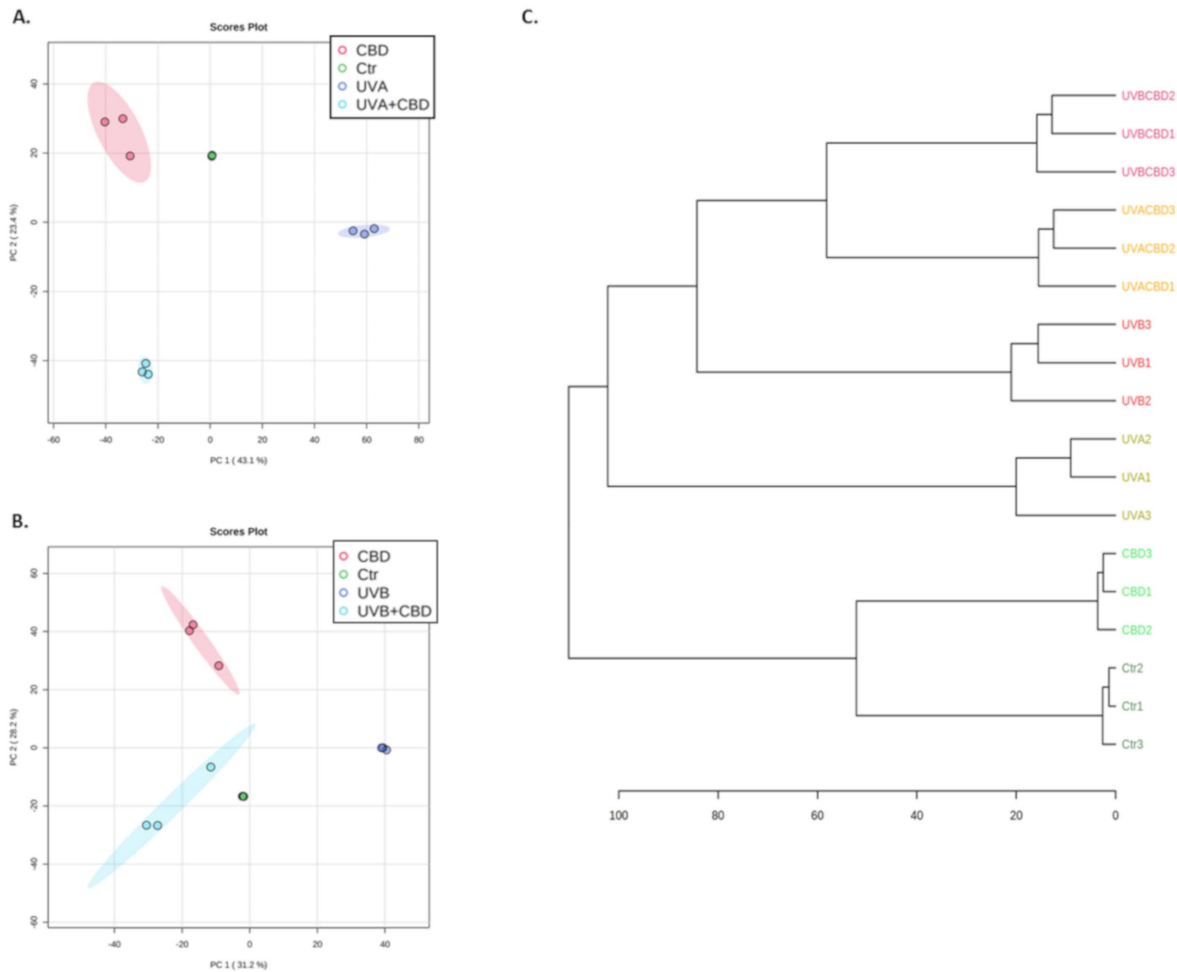 A.
Scores Plot
CBD
Ctr
UVA
UVA+CBD
40
20
0
-20
-40
PC 2 ( 23.4 %)
-60 -40 -20 0 20 40 60 80
PC 1 ( 43.1 %)
B.
Scores Plot
CBD
Ctr
UVB
UVB+CBD
60
40
20
0
-20
-40
-60
PC 2 ( 28.2 %)
-40 -20 0 20 40
PC 1 ( 31.2 %)
C.
UVBCBD2
UVBCBD1
UVBCBD3
UVACBD3
UVACBD2
UVACBD1
UVB3
UVB1
UVB2
UVA2
UVA1
UVA3
CBD3
CBD1
CBD2
Ctr2
Ctr1
Ctr3
100 80 60 40 20 0